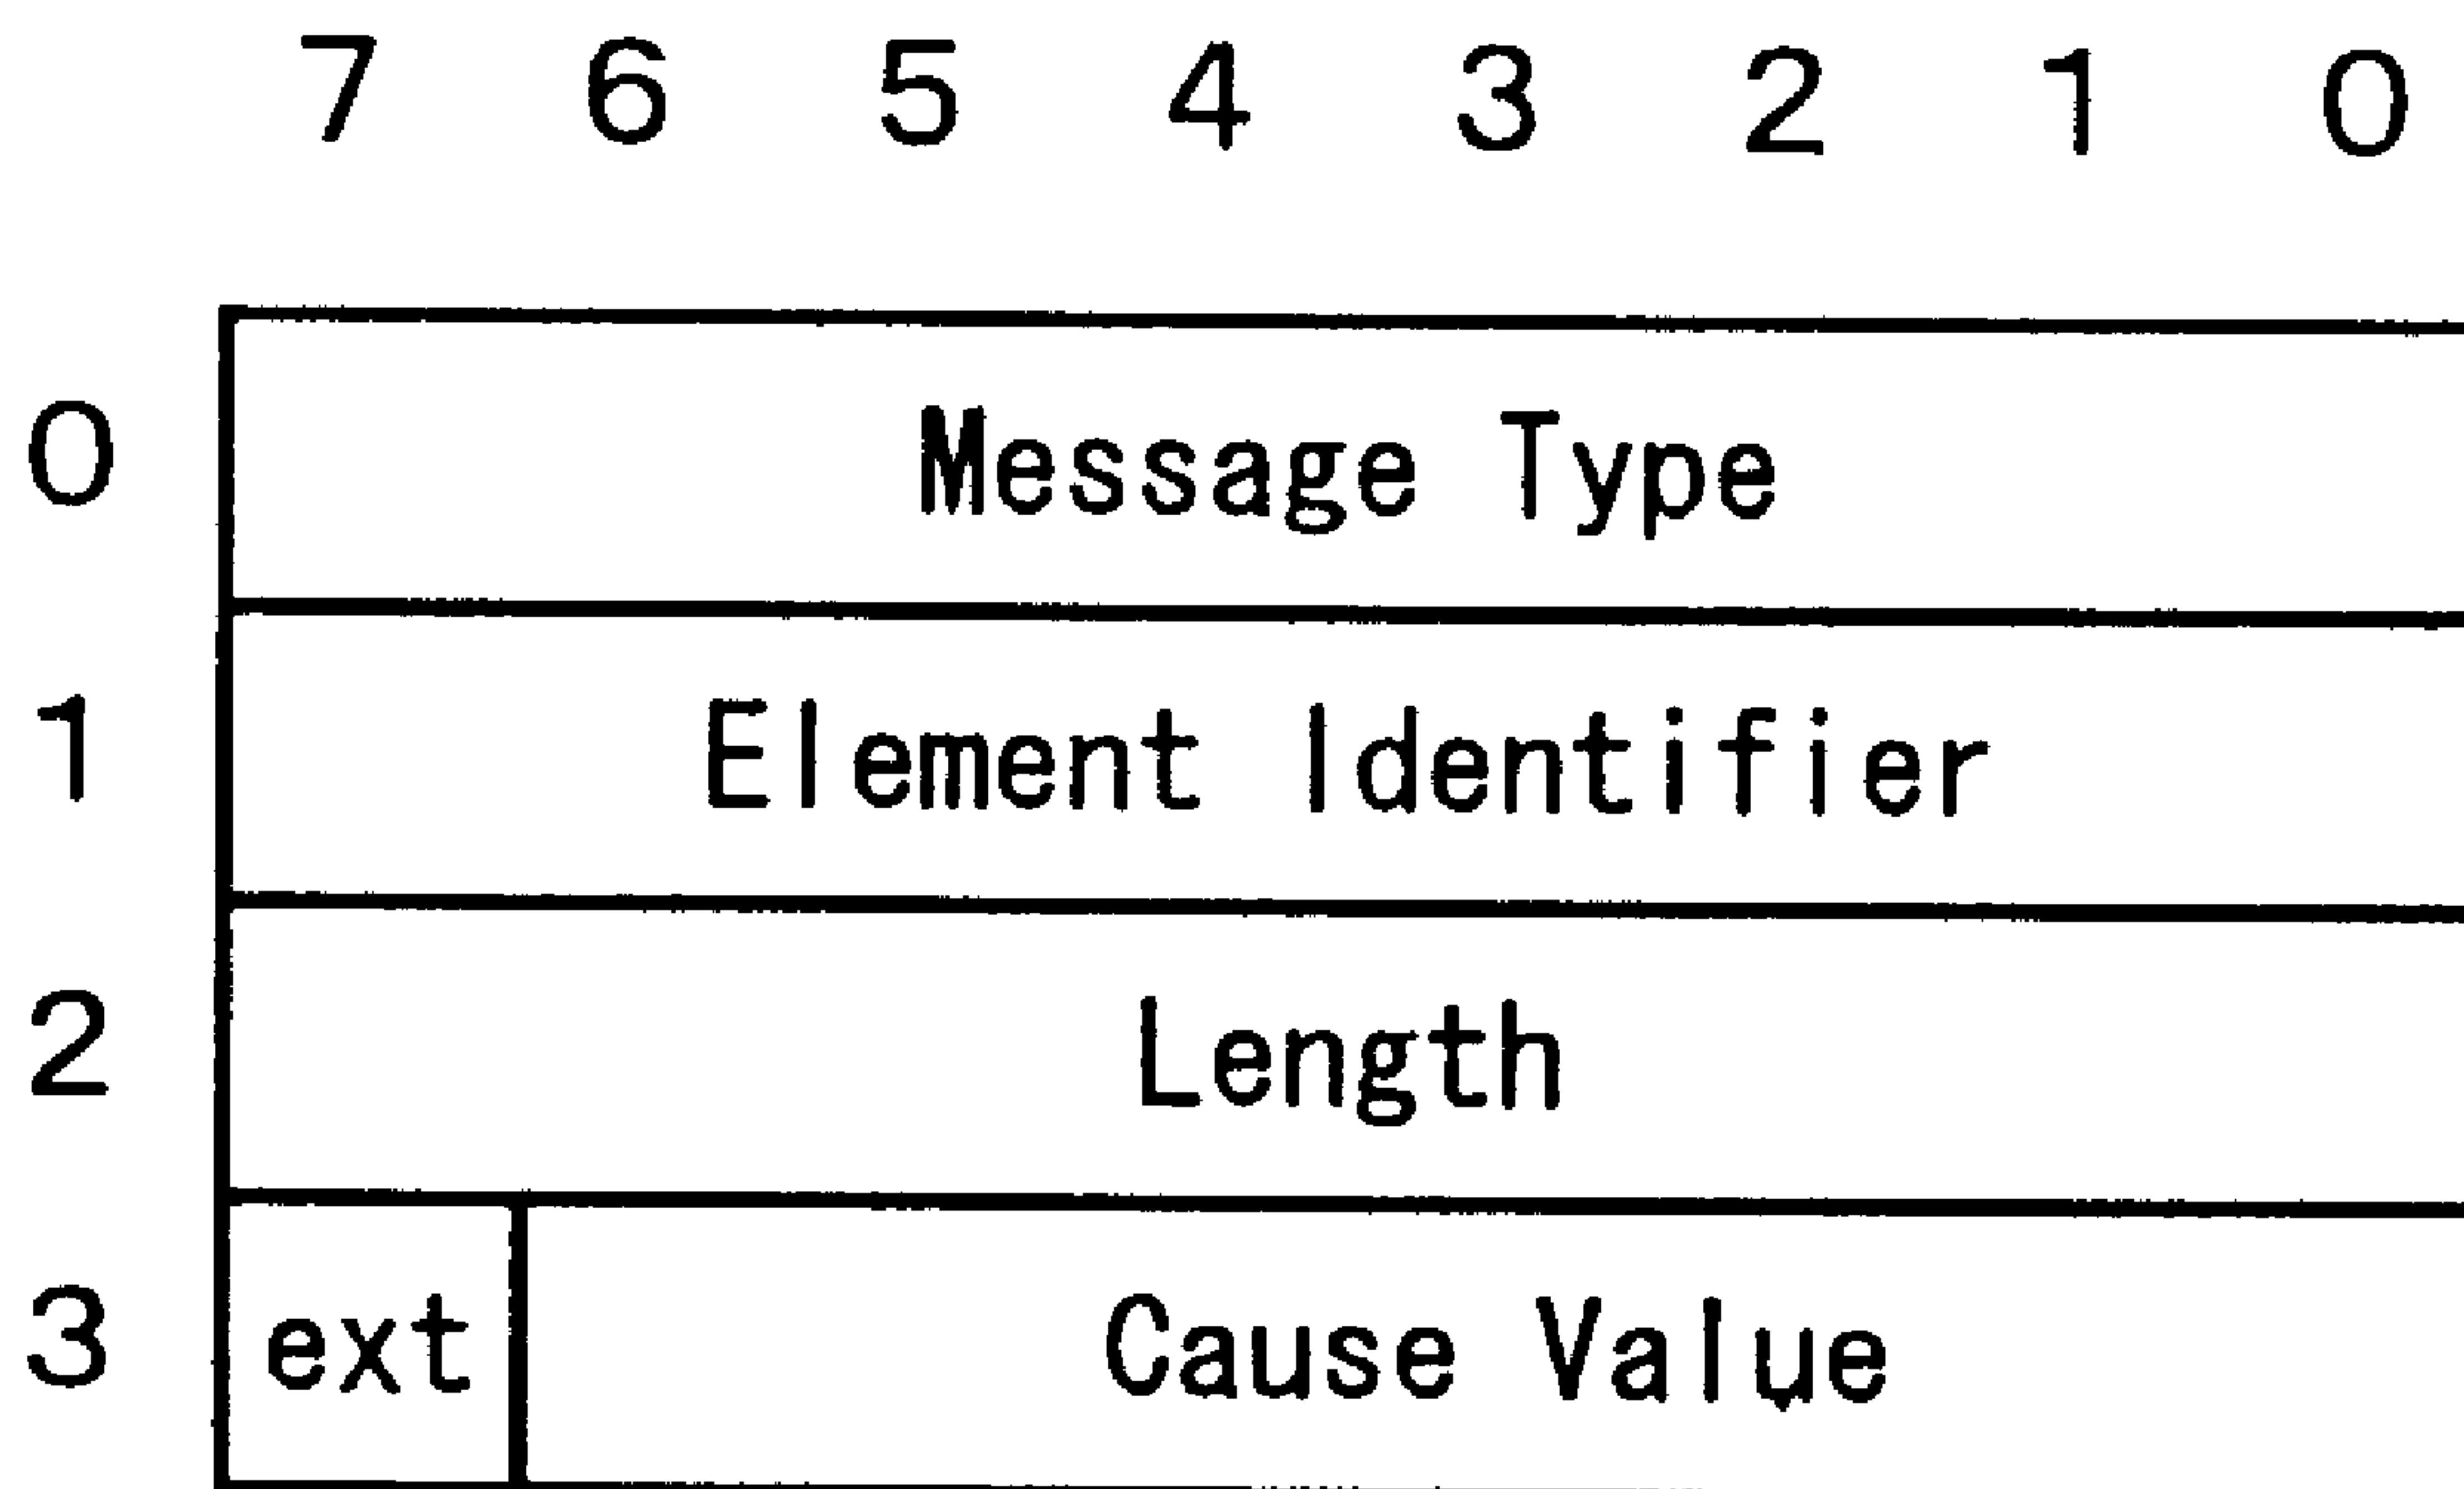 7 6 5 4 3 2 1 0
0 Message Type
1 Element Identifier
2 Length
3 ext Cause Value